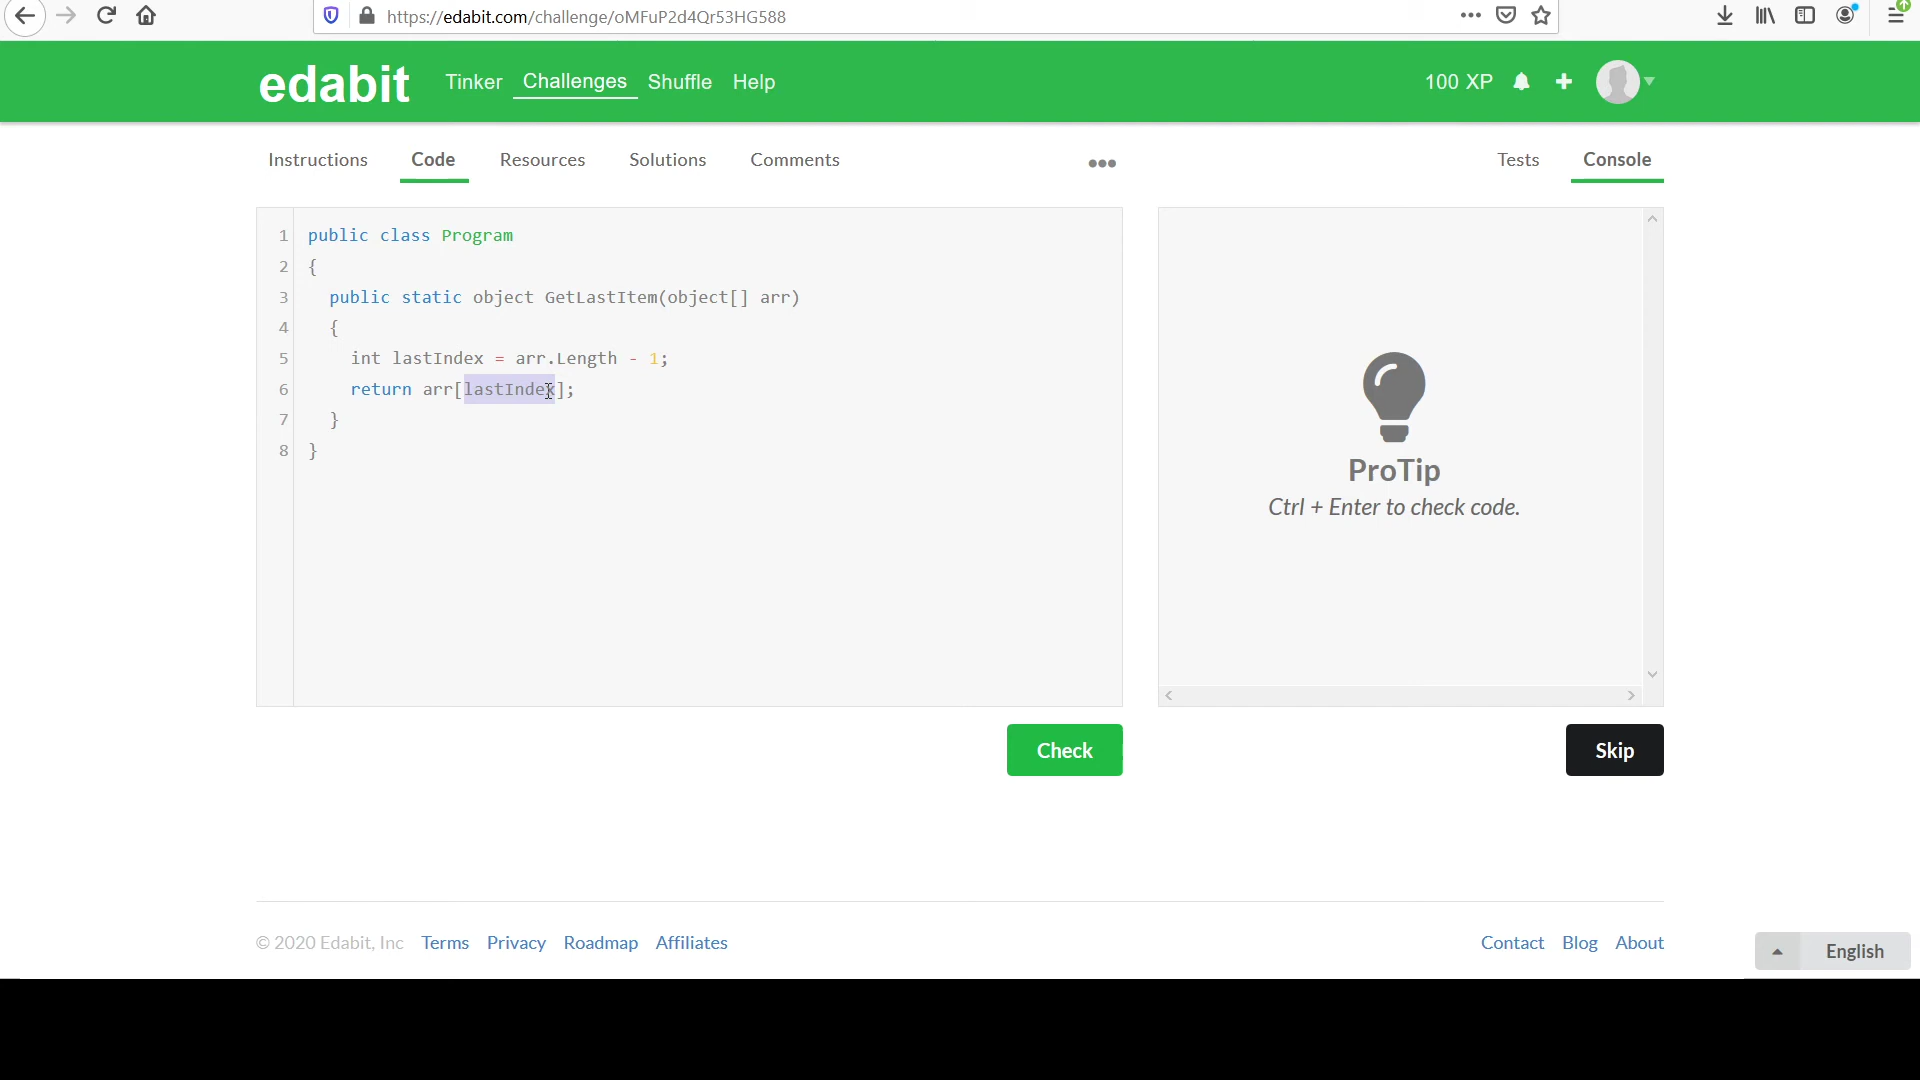 https://edabit.com/challenge/oMFuP2d4Qr53HG588
edabit Tinker Challenges Shuffle Help 100 XP
Instructions Code Resources Solutions Comments Tests Console
1 public class Program
2 {
3 public static object GetLastItem(object[] arr)
4 {
5 int lastIndex = arr.Length - 1;
6 return arr[lastIndex];
7 }
8 }
ProTip
Ctrl + Enter to check code.
Check Skip
© 2020 Edabit, Inc Terms Privacy Roadmap Affiliates Contact Blog About
English